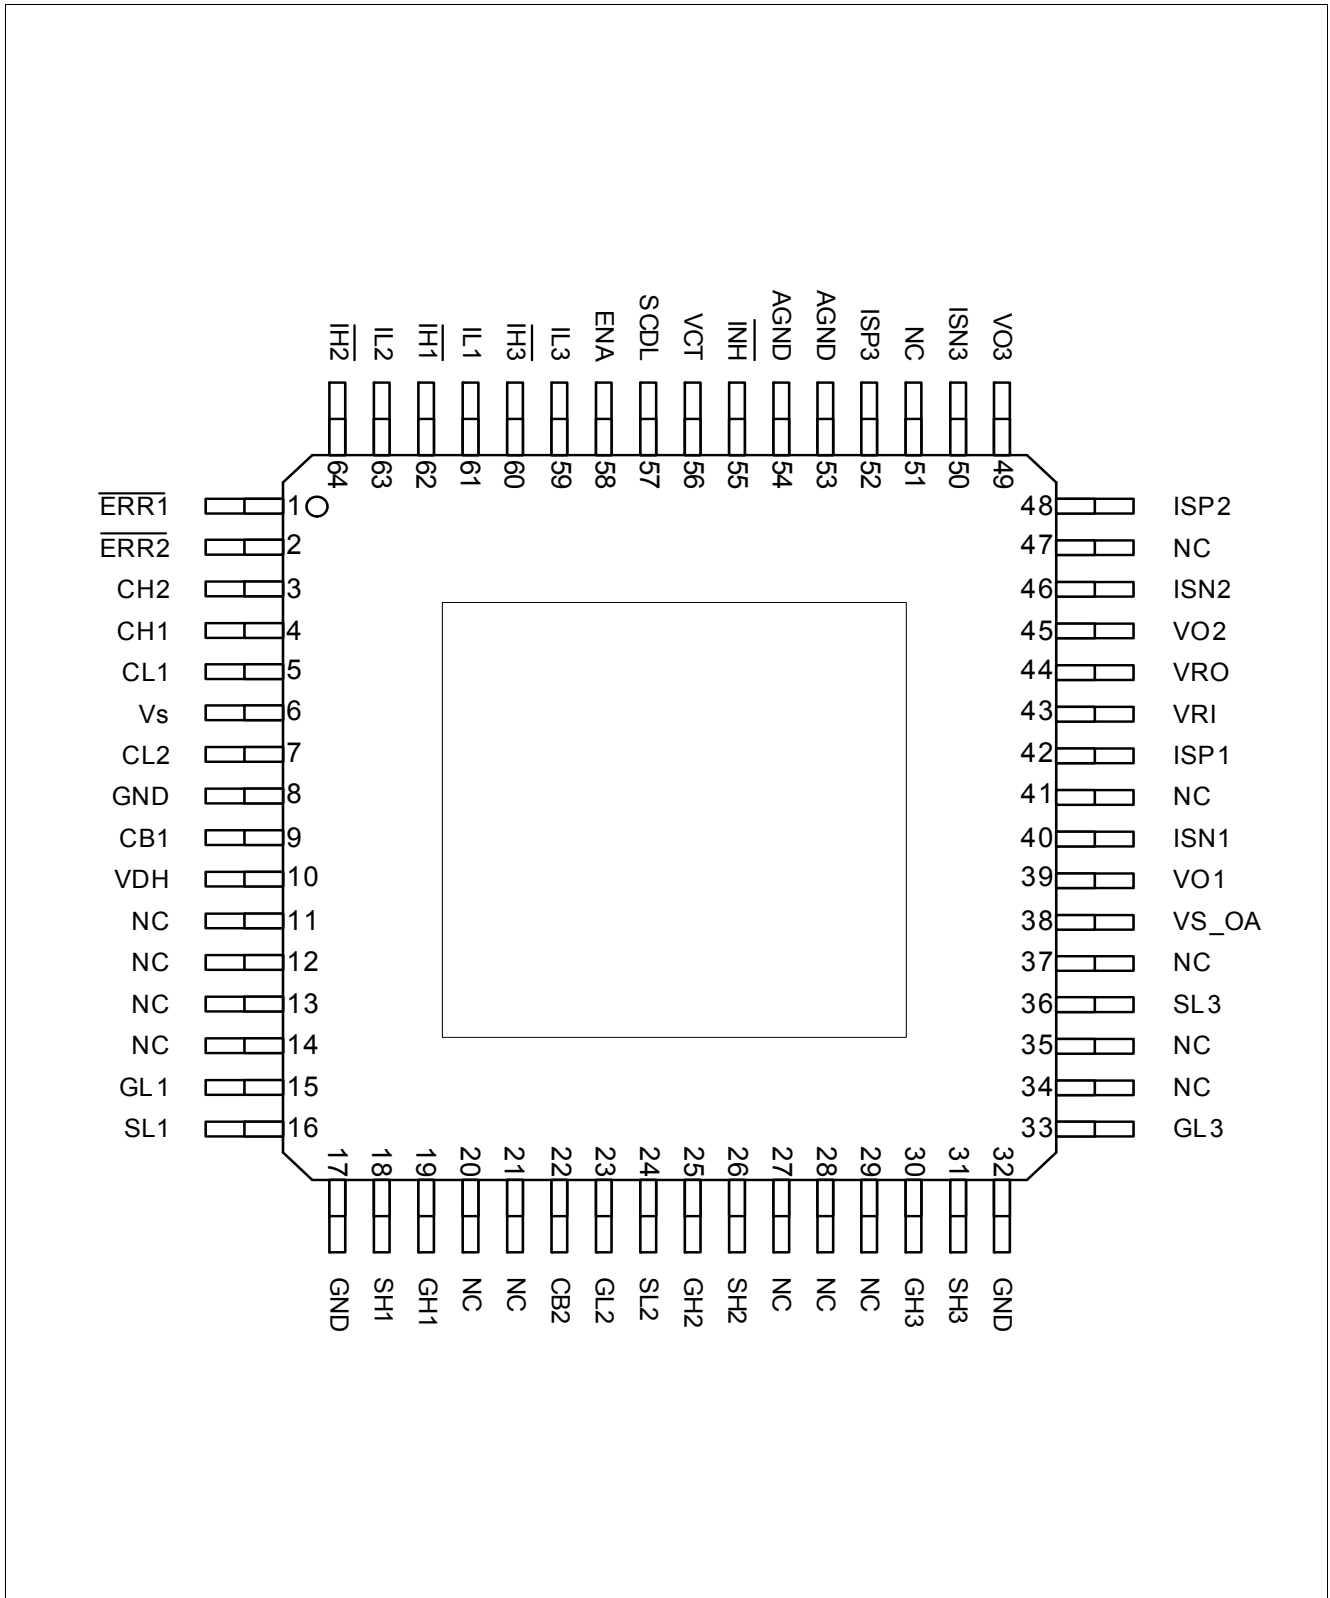 IH2 IL2 IH1 IL1 IH3 IL3 ENA SCDL VCT INH AGND AGND ISP3 NC ISN3 VO3
64 63 62 61 60 59 58 57 56 55 54 53 52 51 50 49
ERR1 1 48 ISP2
ERR2 2 47 NC
CH2 3 46 ISN2
CH1 4 45 VO2
CL1 5 44 VRO
Vs 6 43 VRI
CL2 7 42 ISP1
GND 8 41 NC
CB1 9 40 ISN1
VDH 10 39 VO1
NC 11 38 VS_OA
NC 12 37 NC
NC 13 36 SL3
NC 14 35 NC
GL1 15 34 NC
SL1 16 33 GL3
17 18 19 20 21 22 23 24 25 26 27 28 29 30 31 32
GND SH1 GH1 NC NC CB2 GL2 SL2 GH2 SH2 NC NC NC GH3 SH3 GND